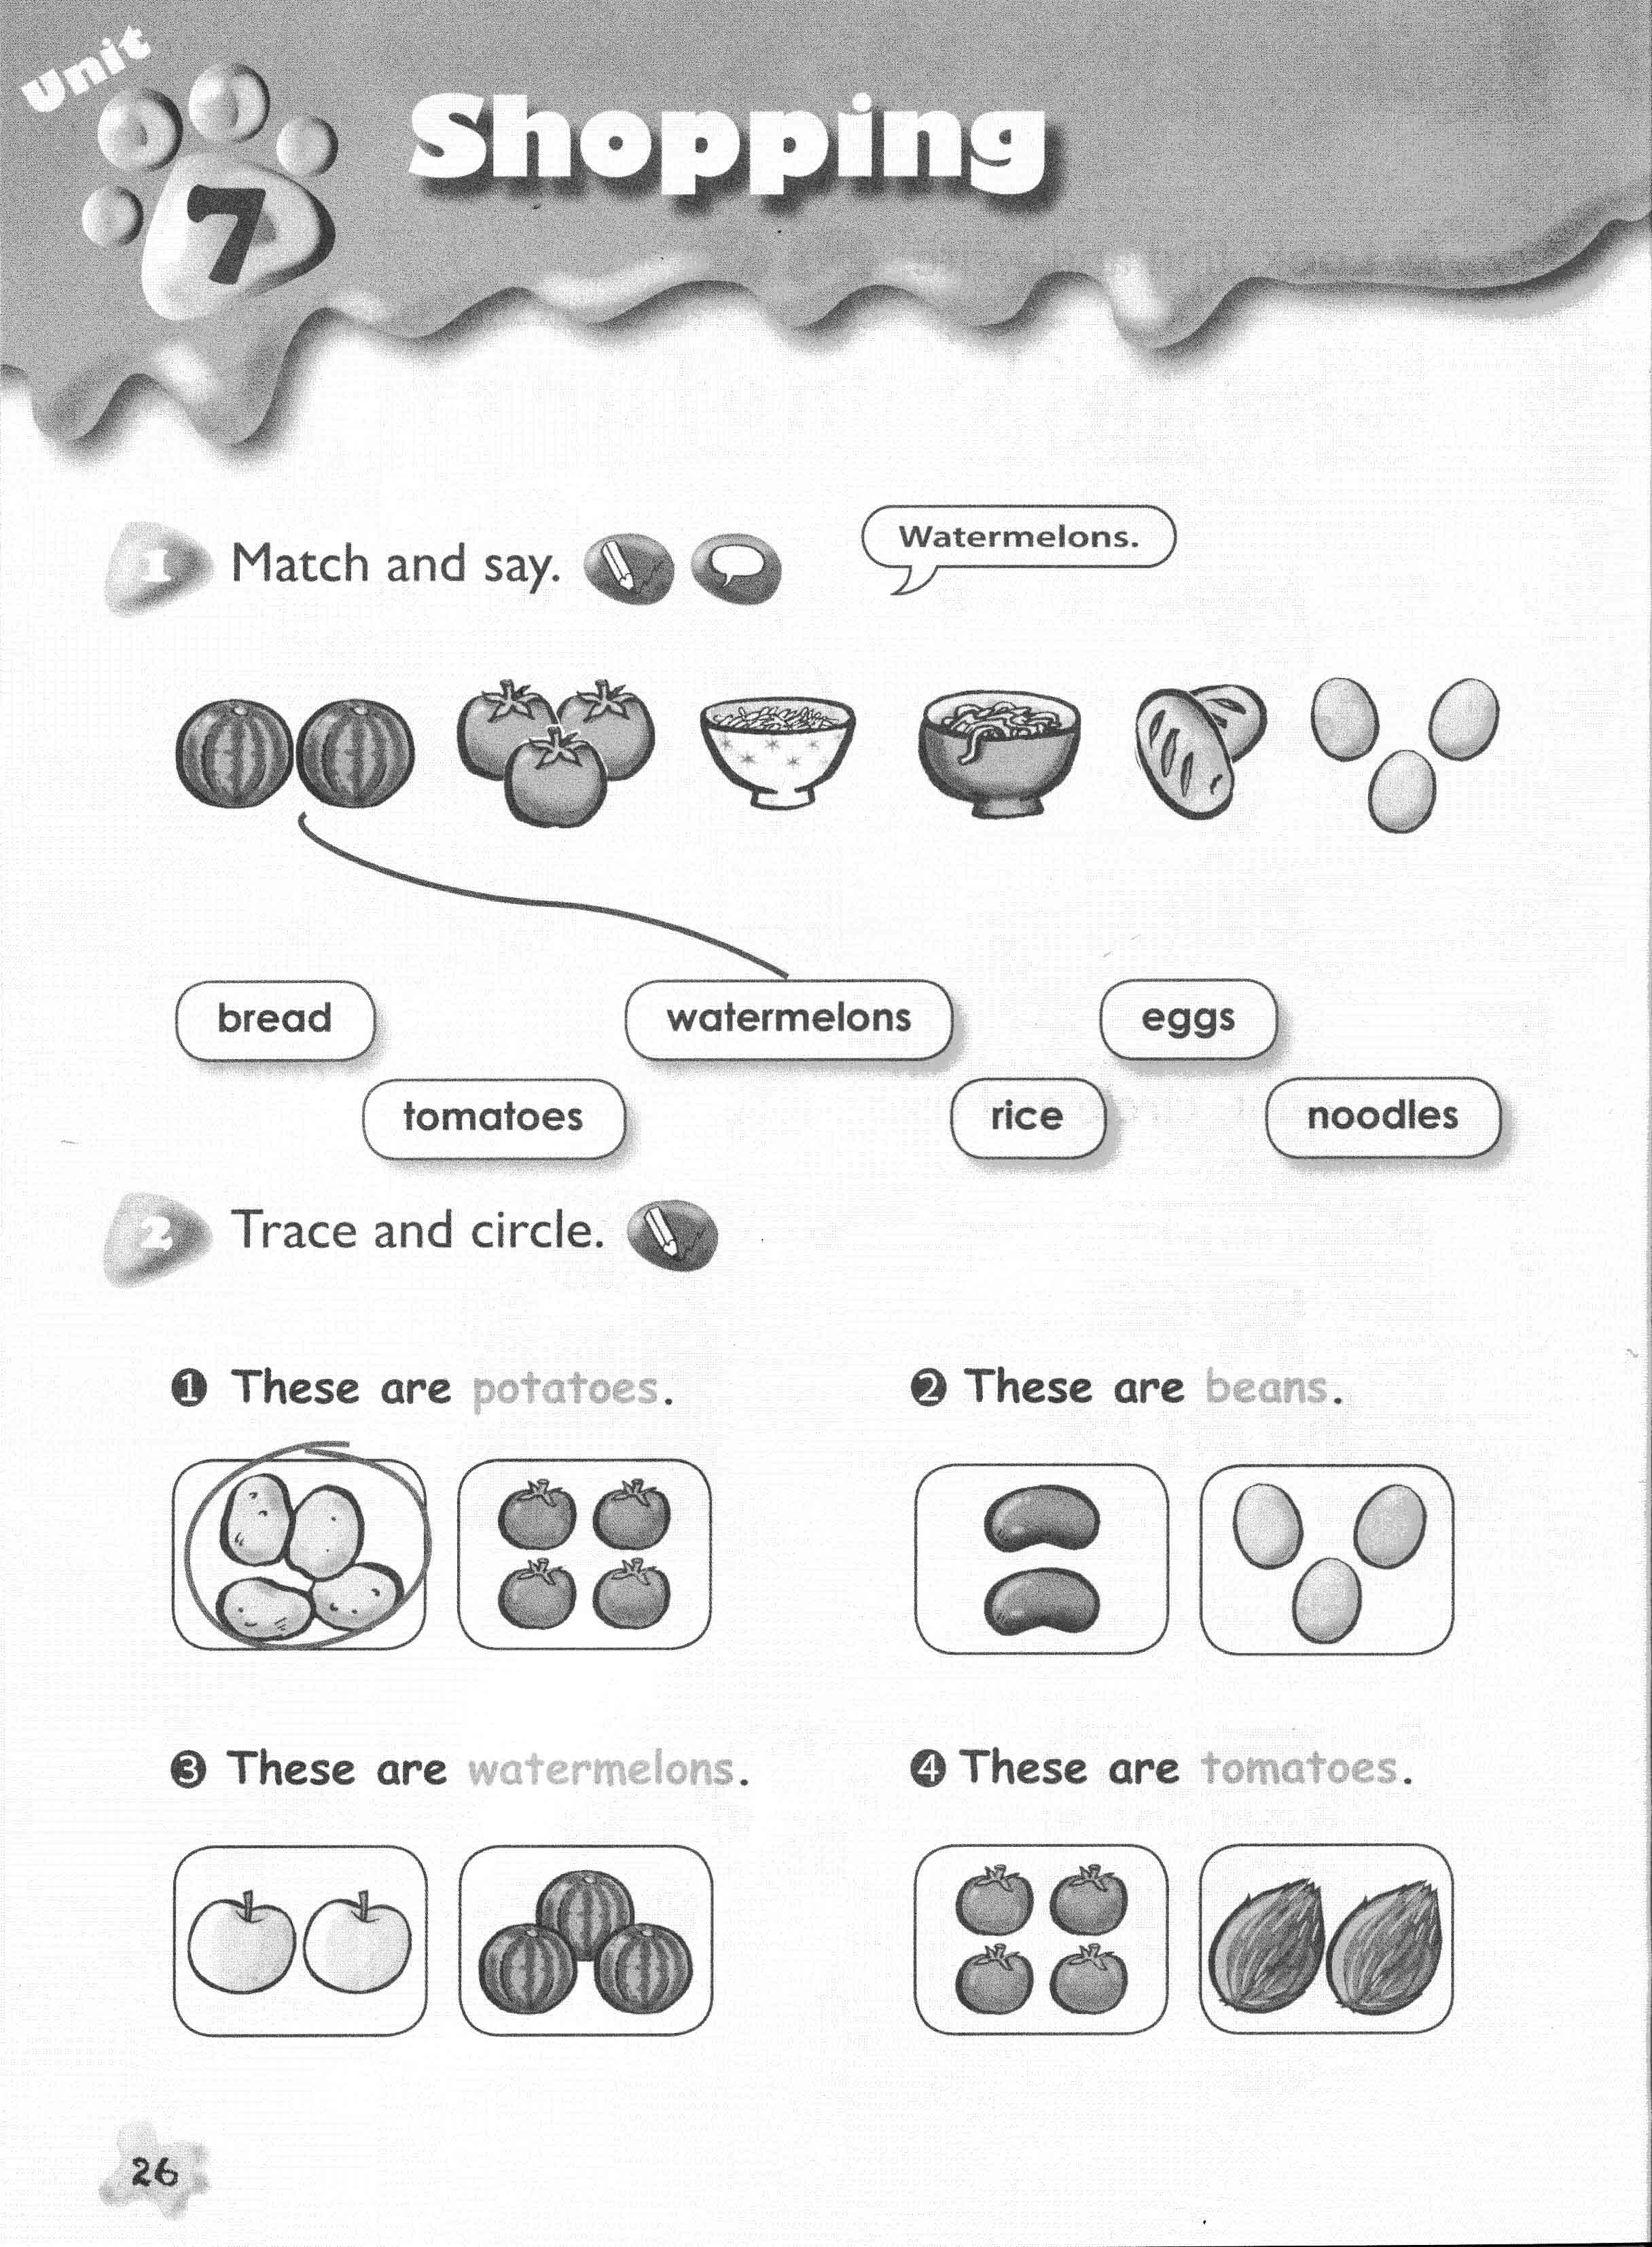 Unit
7
Shopping
1 Match and say.
Watermelons.
bread
watermelons
eggs
tomatoes
rice
noodles
2 Trace and circle.
1 These are potatoes.
2 These are beans.
3 These are watermelons.
4 These are tomatoes.
26